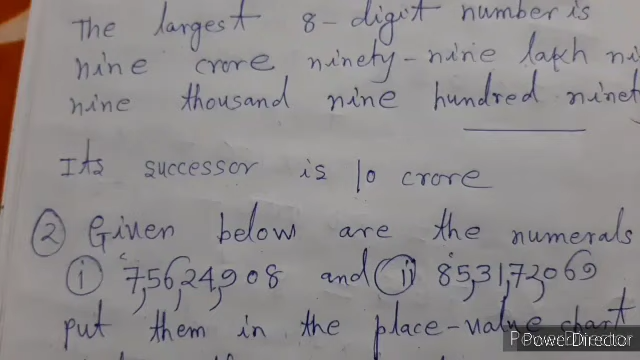 The largest 8-digit number is
nine crore ninety-nine lakh
nine thousand nine hundred
Its successor is 10 crore
② Given below are the numerals
ⓘ 7,56,24,908 and ⓘⓘ 85,31,72,069
put them in the place-value chart
PowerDirector